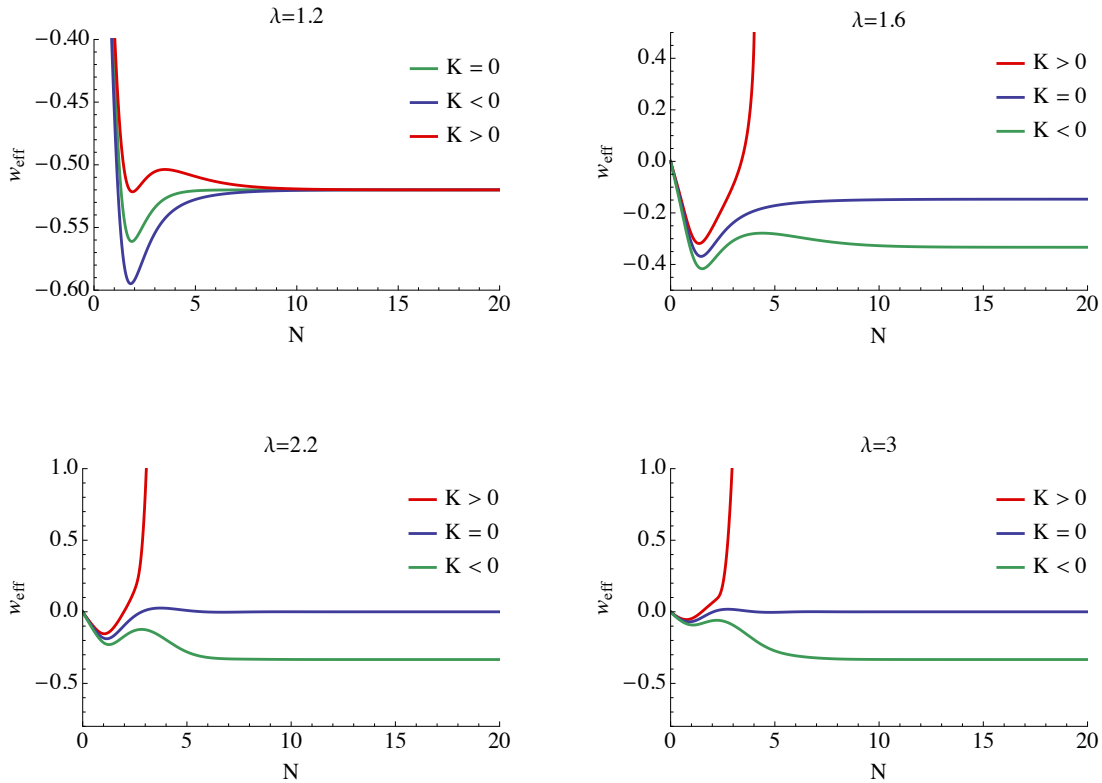 λ=1.2
−0.40
−0.45
−0.50
−0.55
−0.60
w_eff
0 5 10 15 20
N
K = 0
K < 0
K > 0
λ=1.6
0.4
0.2
0.0
−0.2
−0.4
w_eff
0 5 10 15 20
N
K > 0
K = 0
K < 0
λ=2.2
1.0
0.5
0.0
−0.5
w_eff
0 5 10 15 20
N
K > 0
K = 0
K < 0
λ=3
1.0
0.5
0.0
−0.5
w_eff
0 5 10 15 20
N
K > 0
K = 0
K < 0